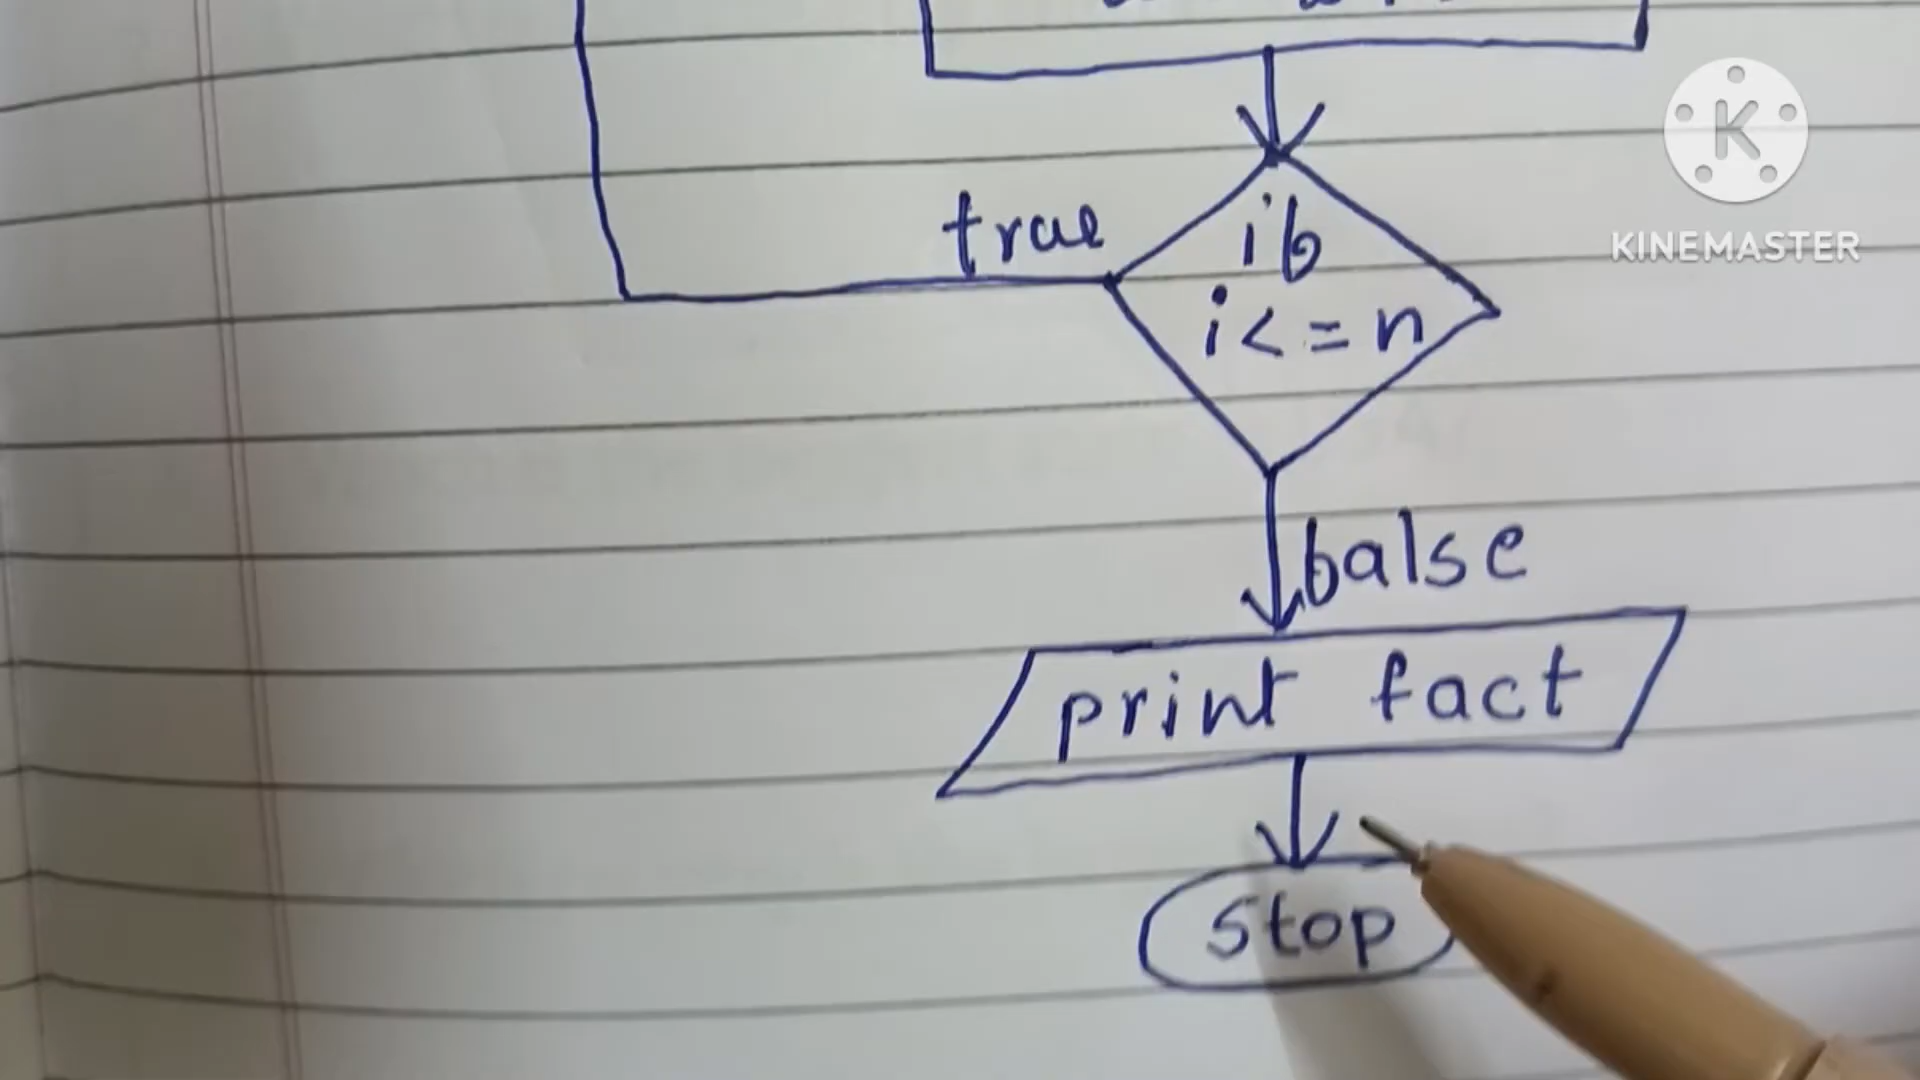 true
if
i<=n
false
print fact
stop
K
KINEMASTER